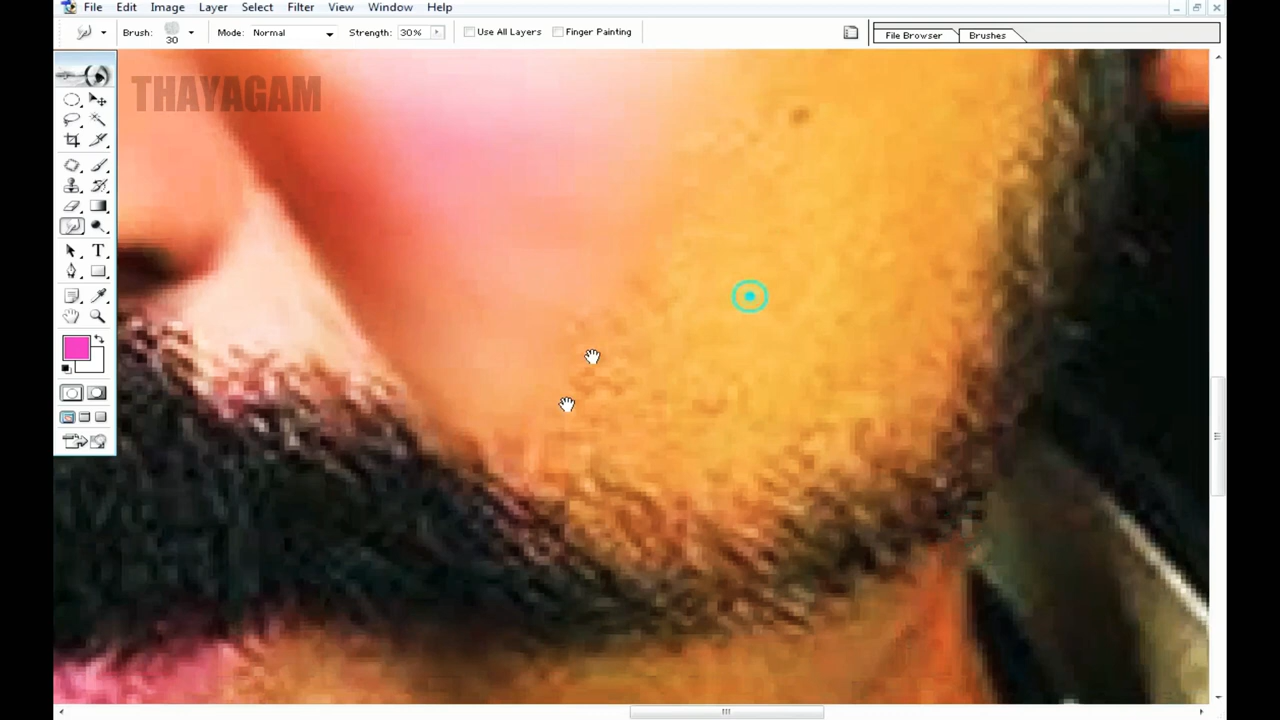 File Edit Image Layer Select Filter View Window Help
Brush: 30 Mode: Normal Strength: 30% Use All Layers Finger Painting File Browser Brushes
THAYAGAM